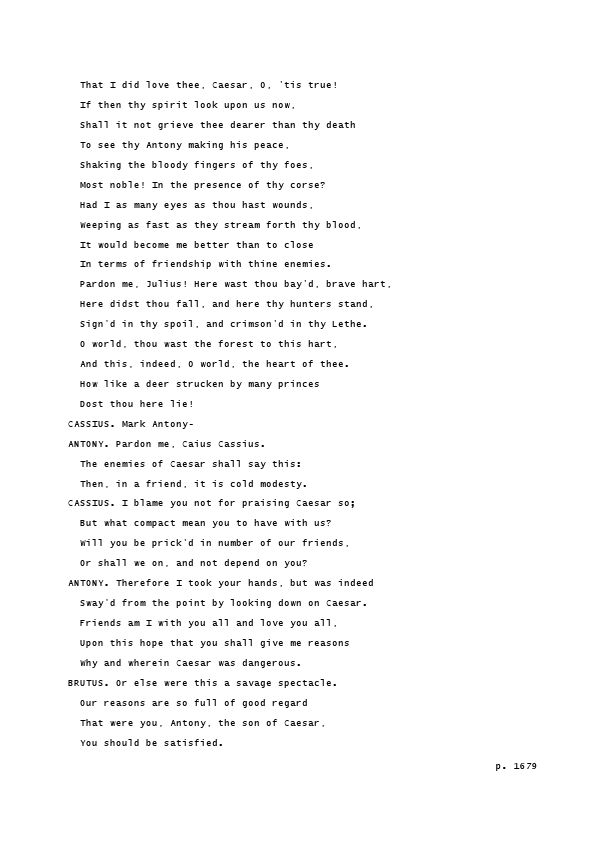 That I did love thee, Caesar, O, 'tis true!
If then thy spirit look upon us now,
Shall it not grieve thee dearer than thy death
To see thy Antony making his peace,
Shaking the bloody fingers of thy foes,
Most noble! In the presence of thy corse?
Had I as many eyes as thou hast wounds,
Weeping as fast as they stream forth thy blood,
It would become me better than to close
In terms of friendship with thine enemies.
Pardon me, Julius! Here wast thou bay'd, brave hart,
Here didst thou fall, and here thy hunters stand,
Sign'd in thy spoil, and crimson'd in thy Lethe.
O world, thou wast the forest to this hart,
And this, indeed, O world, the heart of thee.
How like a deer strucken by many princes
Dost thou here lie!
CASSIUS. Mark Antony-
ANTONY. Pardon me, Caius Cassius.
The enemies of Caesar shall say this:
Then, in a friend, it is cold modesty.
CASSIUS. I blame you not for praising Caesar so;
But what compact mean you to have with us?
Will you be prick'd in number of our friends,
Or shall we on, and not depend on you?
ANTONY. Therefore I took your hands, but was indeed
Sway'd from the point by looking down on Caesar.
Friends am I with you all and love you all,
Upon this hope that you shall give me reasons
Why and wherein Caesar was dangerous.
BRUTUS. Or else were this a savage spectacle.
Our reasons are so full of good regard
That were you, Antony, the son of Caesar,
You should be satisfied.
p. 1679